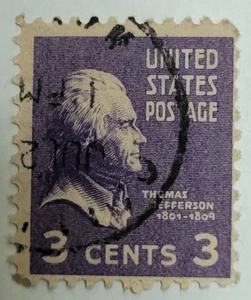 UNITED
STATES
POSTAGE
THOMAS
JEFFERSON
1801-1809
3 CENTS 3